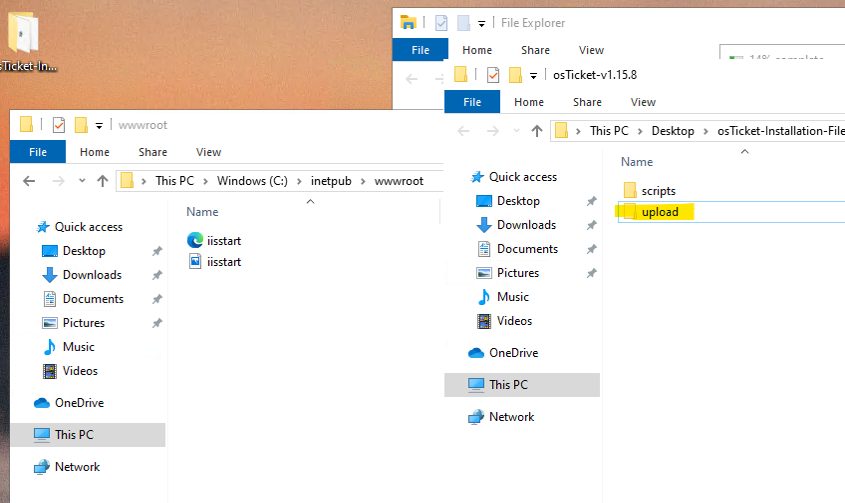 sTicket-In...
File Explorer
File Home Share View
14% complete
osTicket-v1.15.8
File Home Share View
This PC Desktop osTicket-Installation-File
Name
Quick access
Desktop
Downloads
Documents
Pictures
Music
Videos
OneDrive
This PC
Network
scripts
upload
wwwroot
File Home Share View
This PC Windows (C:) inetpub wwwroot
Name
Quick access
Desktop
Downloads
Documents
Pictures
Music
Videos
OneDrive
This PC
Network
iisstart
iisstart